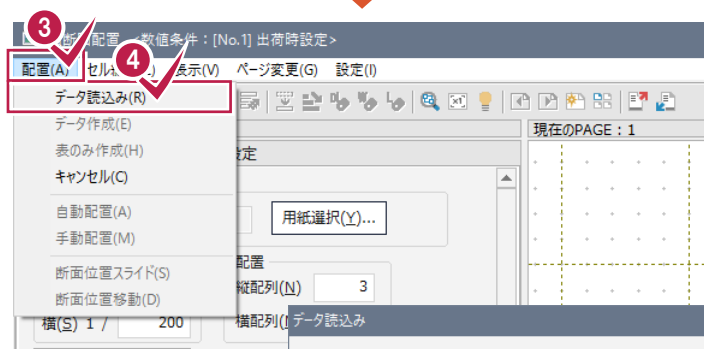 3
断面配置 <数値条件：[No.1] 出荷時設定>
配置(A) 表示(V) ページ変更(G) 設定(I)
4
データ読込み(R)
データ作成(E)
表のみ作成(H)
キャンセル(C)
自動配置(A)
手動配置(M)
断面位置スライド(S)
断面位置移動(D)
現在のPAGE：1
設定
用紙選択(Y)...
配置
縦配列(N) 3
横(S) 1 / 200
横配列(
データ読込み